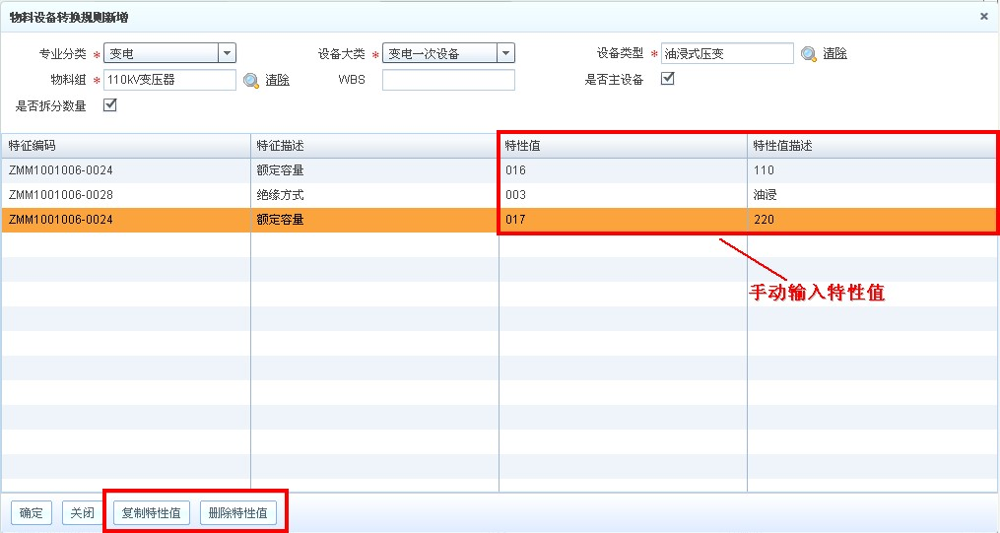 物料设备转换规则新增
专业分类 * 变电 设备大类 * 变电一次设备 设备类型 * 油浸式压变 清除
物料组 * 110kV变压器 清除 WBS 是否主设备
是否拆分数量
特征编码 特征描述 特性值 特性值描述
ZMM1001006-0024 额定容量 016 110
ZMM1001006-0028 绝缘方式 003 油浸
ZMM1001006-0024 额定容量 017 220
手动输入特性值
确定 关闭 复制特性值 删除特性值